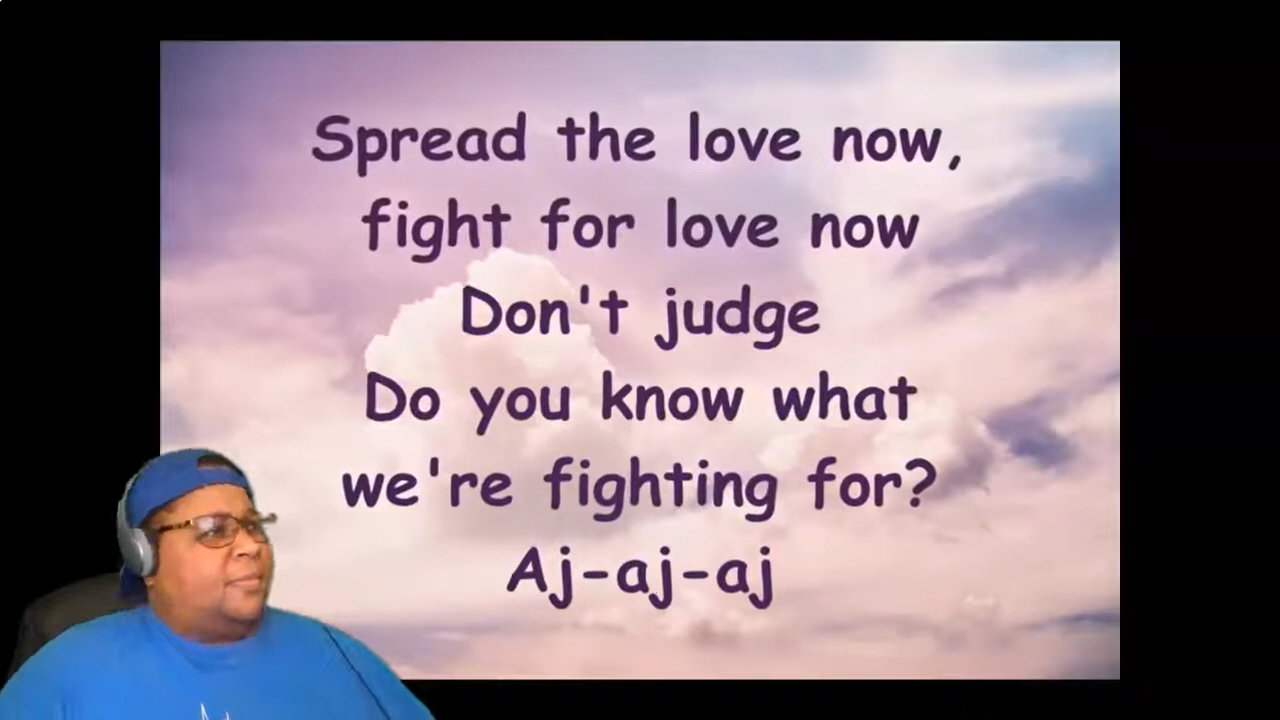 Spread the love now,
fight for love now
Don't judge
Do you know what
we're fighting for?
Aj-aj-aj